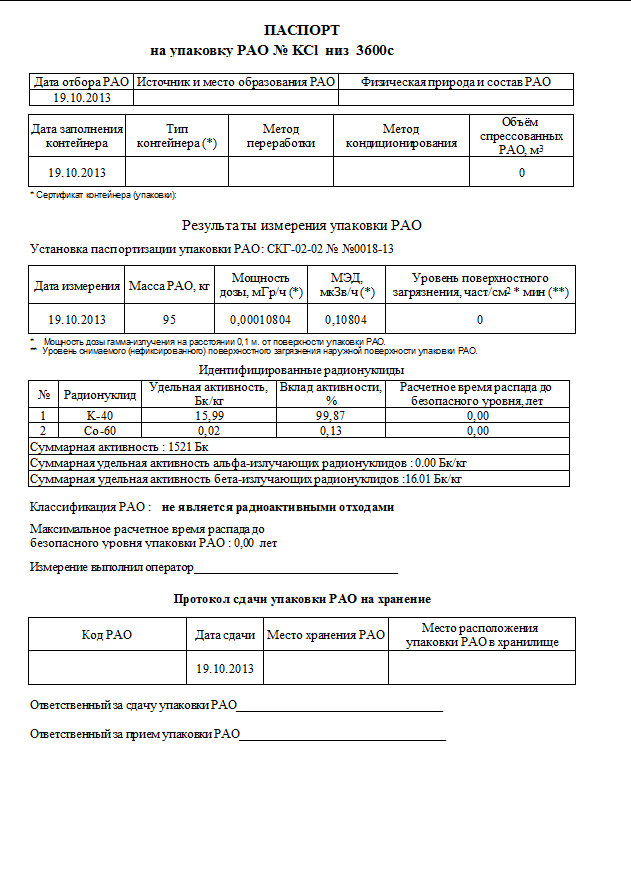 ПАСПОРТ
на упаковку РАО № KCl низ 3600с
Дата отбора РАО Источник и место образования РАО Физическая природа и состав РАО
19.10.2013
Дата заполнения контейнера Тип контейнера (*) Метод переработки Метод кондиционирования Объём спрессованных РАО, м3
19.10.2013 0
* Сертификат контейнера (упаковки):
Результаты измерения упаковки РАО
Установка паспортизации упаковки РАО: СКГ-02-02 № №0018-13
Дата измерения Масса РАО, кг Мощность дозы, мГр/ч (*) МЭД, мкЗв/ч (*) Уровень поверхностного загрязнения, част/см2 * мин (**)
19.10.2013 95 0,00010804 0,10804 0
* Мощность дозы гамма-излучения на расстоянии 0,1 м. от поверхности упаковки РАО.
** Уровень снимаемого (нефиксированного) поверхностного загрязнения наружной поверхности упаковки РАО.
Идентифицированные радионуклиды
№ Радионуклид Удельная активность, Бк/кг Вклад активности, % Расчетное время распада до безопасного уровня, лет
1 K-40 15,99 99,87 0,00
2 Co-60 0,02 0,13 0,00
Суммарная активность : 1521 Бк
Суммарная удельная активность альфа-излучающих радионуклидов : 0.00 Бк/кг
Суммарная удельная активность бета-излучающих радионуклидов :16.01 Бк/кг
Классификация РАО : не является радиоактивными отходами
Максимальное расчетное время распада до
безопасного уровня упаковки РАО : 0,00 лет
Измерение выполнил оператор
Протокол сдачи упаковки РАО на хранение
Код РАО Дата сдачи Место хранения РАО Место расположения упаковки РАО в хранилище
19.10.2013
Ответственный за сдачу упаковки РАО
Ответственный за прием упаковки РАО